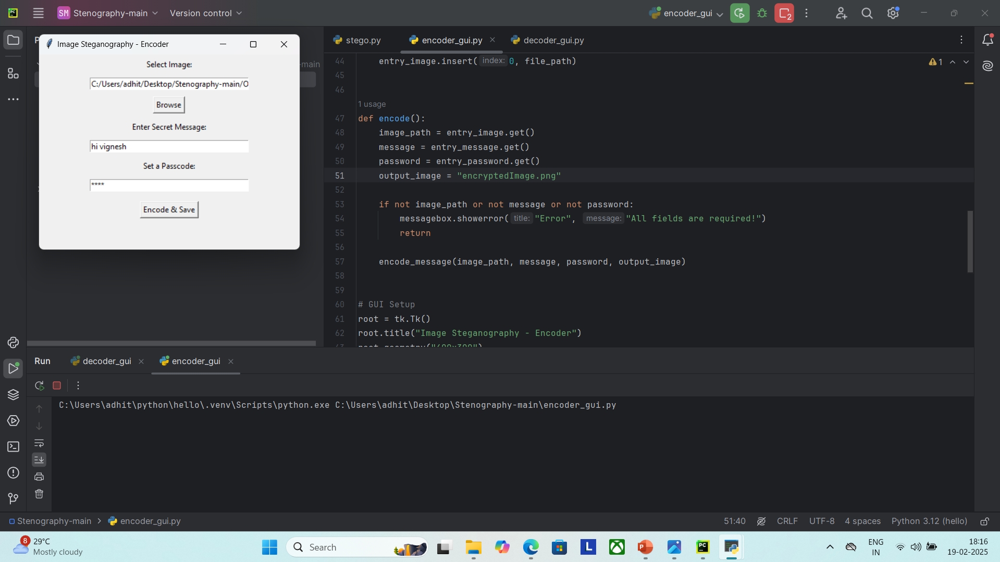 PC
SM Stenography-main
Version control
encoder_gui
2
P
-main
Image Steganography - Encoder
Select Image:
C:/Users/adhit/Desktop/Stenography-main/O
Browse
Enter Secret Message:
hi vignesh
Set a Passcode:
****
Encode & Save
stego.py
encoder_gui.py
decoder_gui.py
1
44 entry_image.insert( index: 0, file_path)
45
46
1 usage
47 def encode():
48 image_path = entry_image.get()
49 message = entry_message.get()
50 password = entry_password.get()
51 output_image = "encryptedImage.png"
52
53 if not image_path or not message or not password:
54 messagebox.showerror( title: "Error", message: "All fields are required!")
55 return
56
57 encode_message(image_path, message, password, output_image)
58
59
60 # GUI Setup
61 root = tk.Tk()
62 root.title("Image Steganography - Encoder")
Run
decoder_gui
encoder_gui
C:\Users\adhit\python\hello\.venv\Scripts\python.exe C:\Users\adhit\Desktop\Stenography-main\encoder_gui.py
Stenography-main > encoder_gui.py
51:40
CRLF
UTF-8
4 spaces
Python 3.12 (hello)
8
29°C
Mostly cloudy
Search
L
P
PC
ENG
IN
18:16
19-02-2025